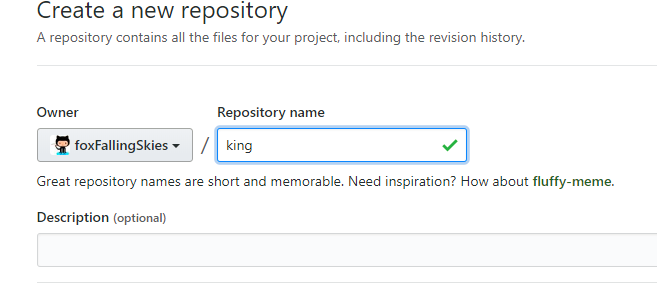 Create a new repository
A repository contains all the files for your project, including the revision history.
Owner
Repository name
foxFallingSkies
/
king
Great repository names are short and memorable. Need inspiration? How about fluffy-meme.
Description (optional)